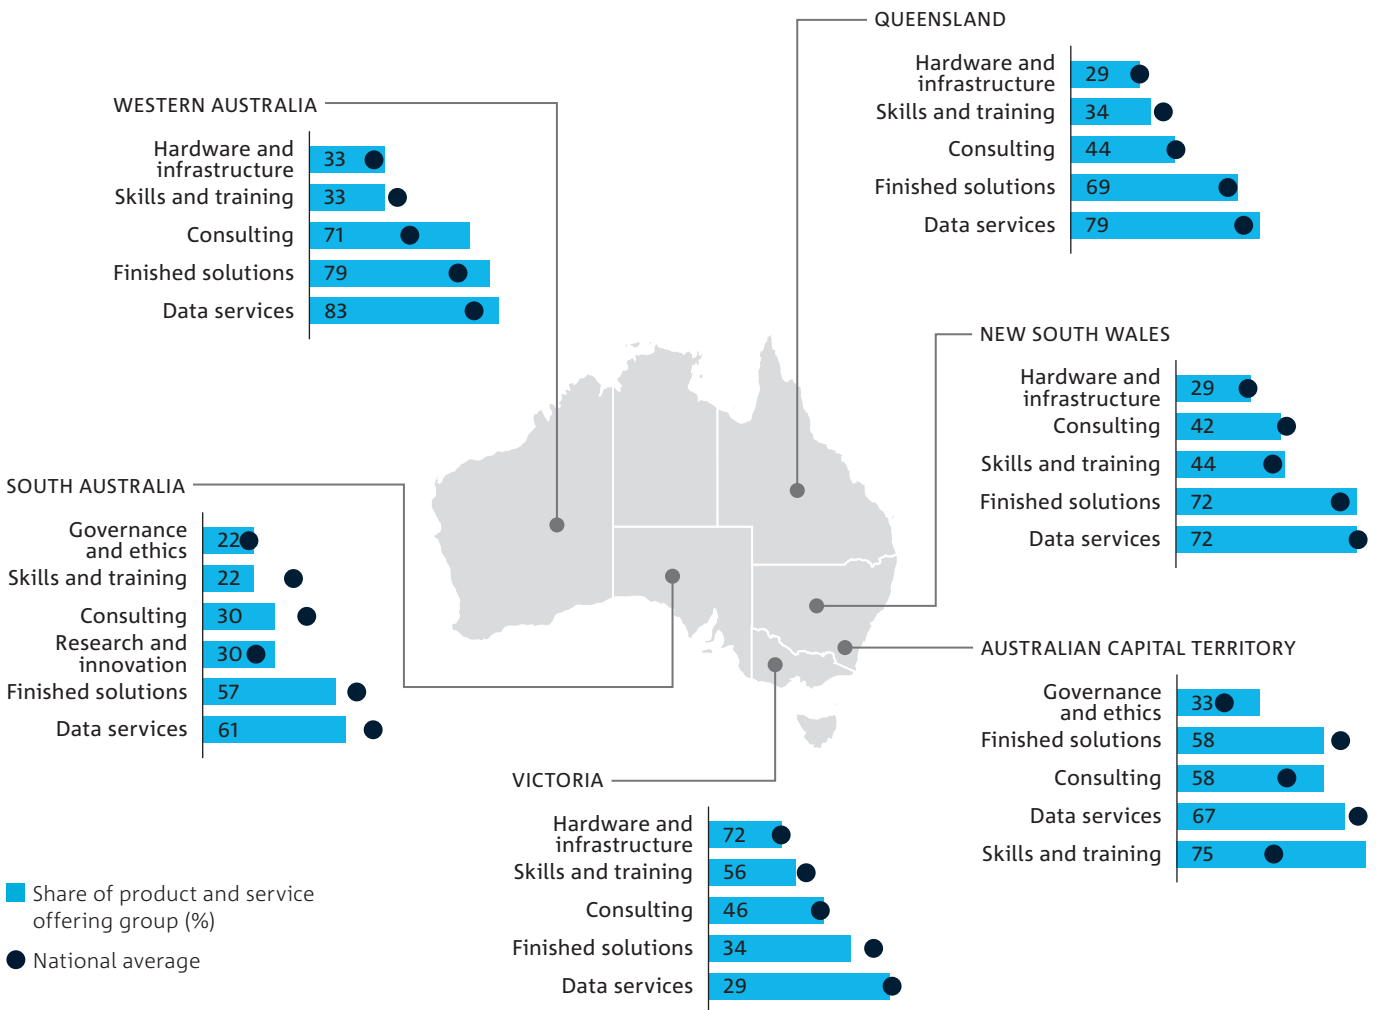 QUEENSLAND
Hardware and
infrastructure
29
Skills and training
34
Consulting
44
Finished solutions
69
Data services
79
WESTERN AUSTRALIA
Hardware and
infrastructure
33
Skills and training
33
Consulting
71
Finished solutions
79
Data services
83
NEW SOUTH WALES
Hardware and
infrastructure
29
Consulting
42
Skills and training
44
Finished solutions
72
Data services
72
SOUTH AUSTRALIA
Governance
and ethics
22
Skills and training
22
Consulting
30
Research and
innovation
30
Finished solutions
57
Data services
61
AUSTRALIAN CAPITAL TERRITORY
Governance
and ethics
33
Finished solutions
58
Consulting
58
Data services
67
Skills and training
75
VICTORIA
Hardware and
infrastructure
72
Skills and training
56
Consulting
46
Finished solutions
34
Data services
29
Share of product and service
offering group (%)
National average